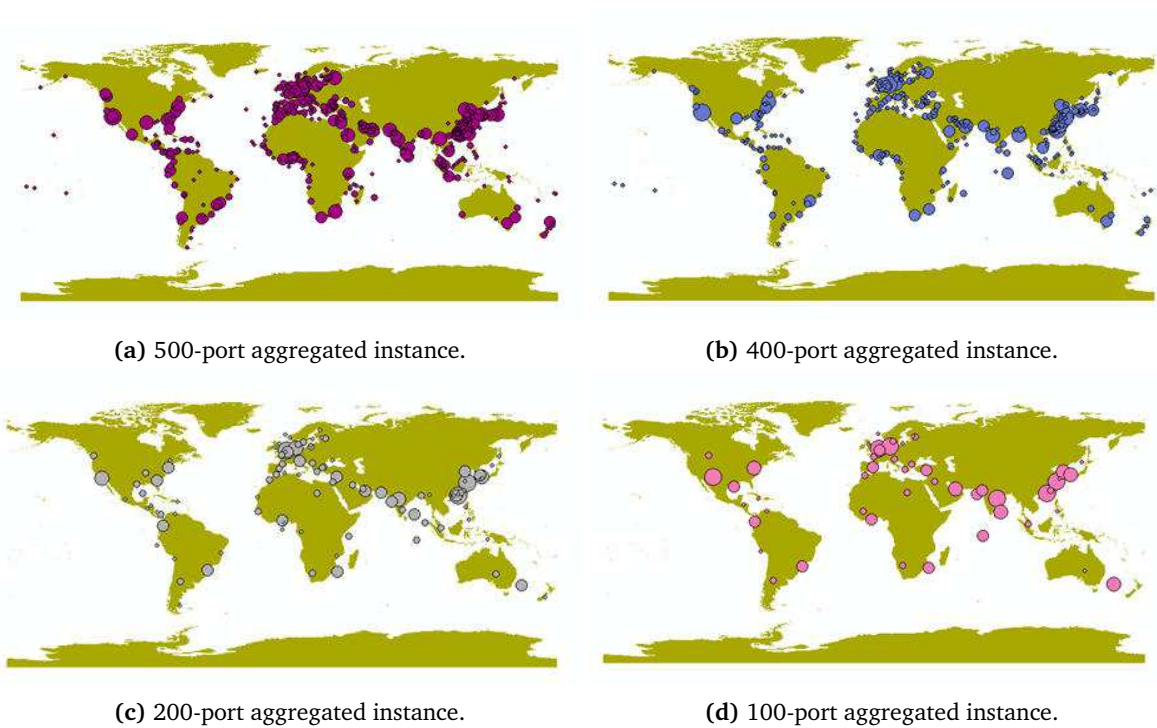 (a) 500-port aggregated instance.
(b) 400-port aggregated instance.
(c) 200-port aggregated instance.
(d) 100-port aggregated instance.